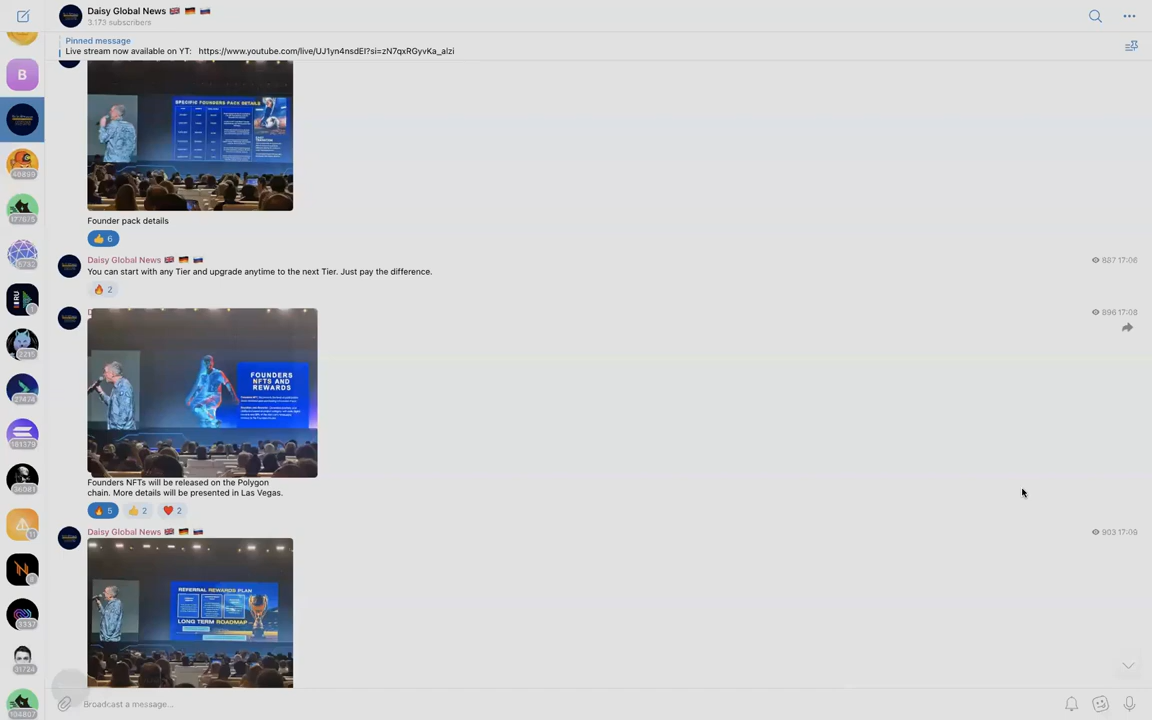 Daisy Global News
3.173 subscribers
Pinned message
Live stream now available on YT: https://www.youtube.com/live/UJ1yn4nsdEI?si=zN7qxRGyvKa_aIzi
B
SPECIFIC FOUNDERS PACK DETAILS
Founder pack details
👍 6
Daisy Global News
887 17:06
You can start with any Tier and upgrade anytime to the next Tier. Just pay the difference.
🔥 2
996 17:08
FOUNDERS
NFTS AND
REWARDS
Founders NFTs will be released on the Polygon
chain. More details will be presented in Las Vegas.
🔥 5 👍 2 ❤️ 2
Daisy Global News
903 17:09
REFERRAL REWARDS PLAN
LONG TERM ROADMAP
Broadcast a message...